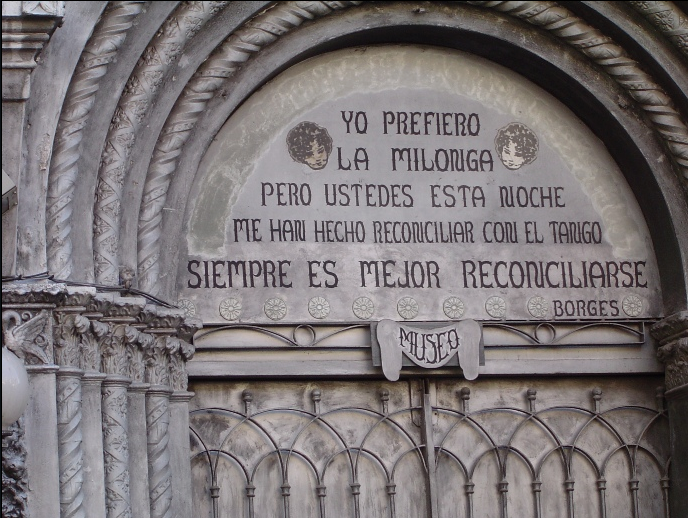 YO PREFIERO
LA MILONGA
PERO USTEDES ESTA NOCHE
ME HAN HECHO RECONCILIAR CON EL TANGO
SIEMPRE ES MEJOR RECONCILIARSE
BORGES
MUSEO